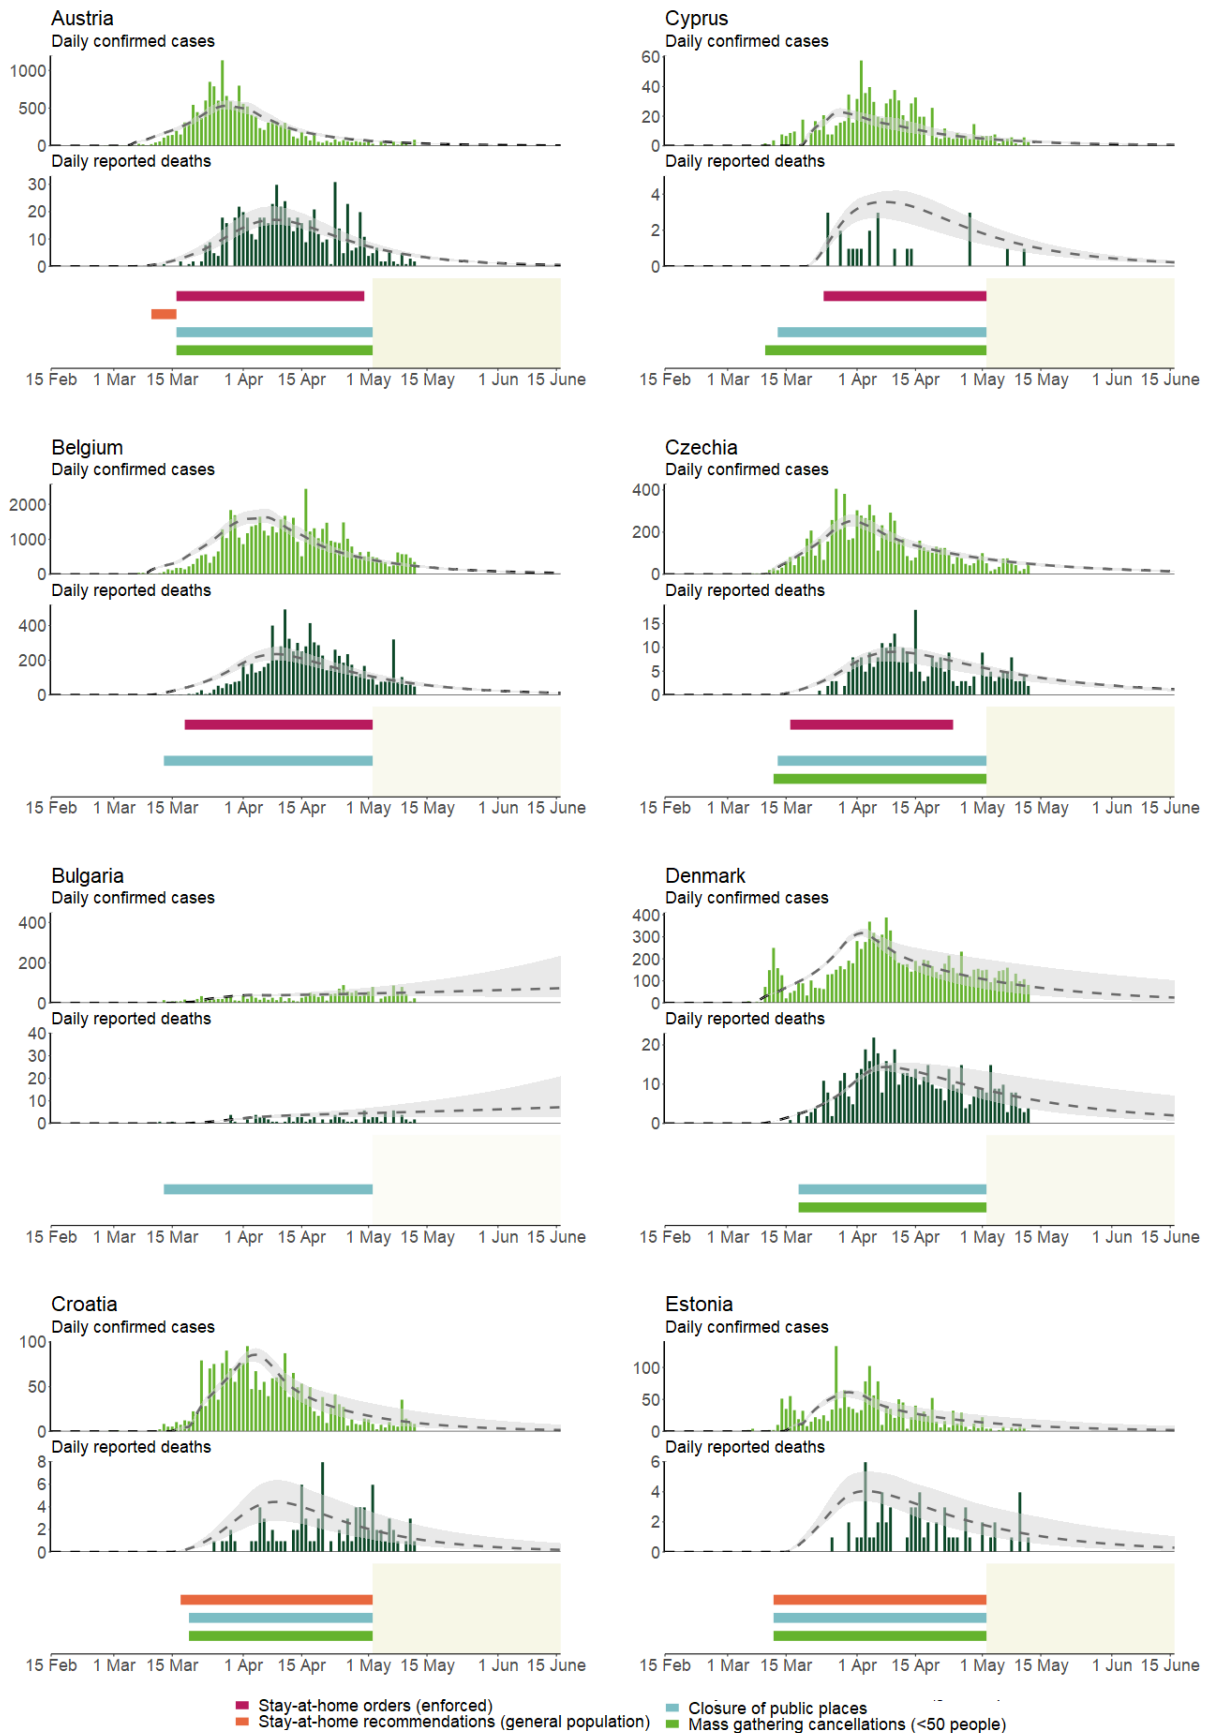 Austria
Daily confirmed cases
1000
500
0
Daily reported deaths
30
20
10
0
15 Feb 1 Mar 15 Mar 1 Apr 15 Apr 1 May 15 May 1 Jun 15 June
Cyprus
Daily confirmed cases
60
40
20
0
Daily reported deaths
4
2
0
15 Feb 1 Mar 15 Mar 1 Apr 15 Apr 1 May 15 May 1 Jun 15 June
Belgium
Daily confirmed cases
2000
1000
0
Daily reported deaths
400
200
0
15 Feb 1 Mar 15 Mar 1 Apr 15 Apr 1 May 15 May 1 Jun 15 June
Czechia
Daily confirmed cases
400
200
0
Daily reported deaths
15
10
5
0
15 Feb 1 Mar 15 Mar 1 Apr 15 Apr 1 May 15 May 1 Jun 15 June
Bulgaria
Daily confirmed cases
400
200
0
Daily reported deaths
40
30
20
10
0
15 Feb 1 Mar 15 Mar 1 Apr 15 Apr 1 May 15 May 1 Jun 15 June
Denmark
Daily confirmed cases
400
300
200
100
0
Daily reported deaths
20
10
0
15 Feb 1 Mar 15 Mar 1 Apr 15 Apr 1 May 15 May 1 Jun 15 June
Croatia
Daily confirmed cases
100
50
0
Daily reported deaths
8
6
4
2
0
15 Feb 1 Mar 15 Mar 1 Apr 15 Apr 1 May 15 May 1 Jun 15 June
Estonia
Daily confirmed cases
100
50
0
Daily reported deaths
6
4
2
0
15 Feb 1 Mar 15 Mar 1 Apr 15 Apr 1 May 15 May 1 Jun 15 June
Stay-at-home orders (enforced)
Stay-at-home recommendations (general population)
Closure of public places
Mass gathering cancellations (<50 people)